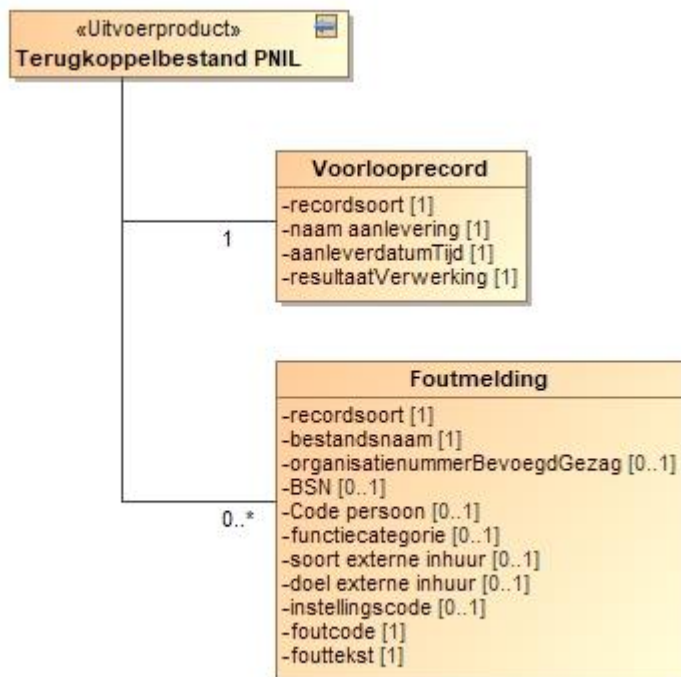 «Uitvoerproduct»
Terugkoppelbestand PNIL
Voorlooprecord
-recordsoort [1]
-naam aanlevering [1]
-aanleverdatumTijd [1]
-resultaatVerwerking [1]
1
Foutmelding
-recordsoort [1]
-bestandsnaam [1]
-organisatienummerBevoegdGezag [0..1]
-BSN [0..1]
-Code persoon [0..1]
-functiecategorie [0..1]
-soort externe inhuur [0..1]
-doel externe inhuur [0..1]
-instellingscode [0..1]
-foutcode [1]
-fouttekst [1]
0..*